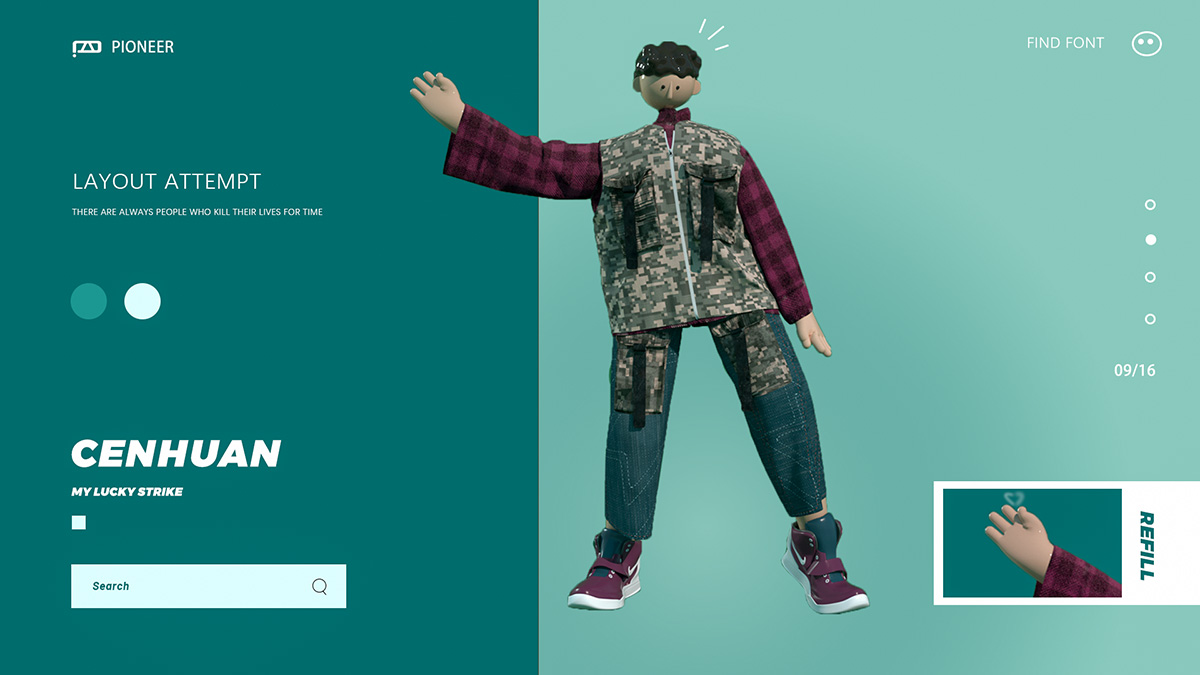 PIONEER
FIND FONT
LAYOUT ATTEMPT
THERE ARE ALWAYS PEOPLE WHO KILL THEIR LIVES FOR TIME
09/16
CENHUAN
MY LUCKY STRIKE
REFILL
Search